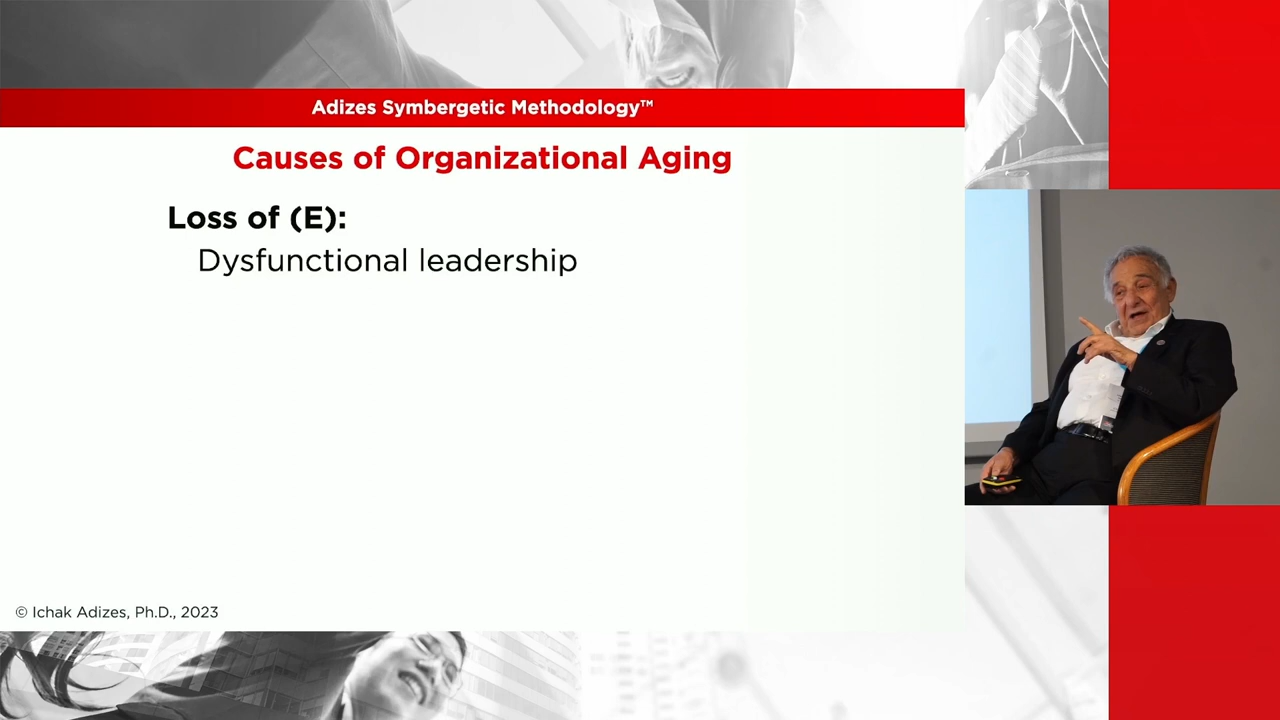 Adizes Symbergetic Methodology™
Causes of Organizational Aging
Loss of (E):
Dysfunctional leadership
© Ichak Adizes, Ph.D., 2023